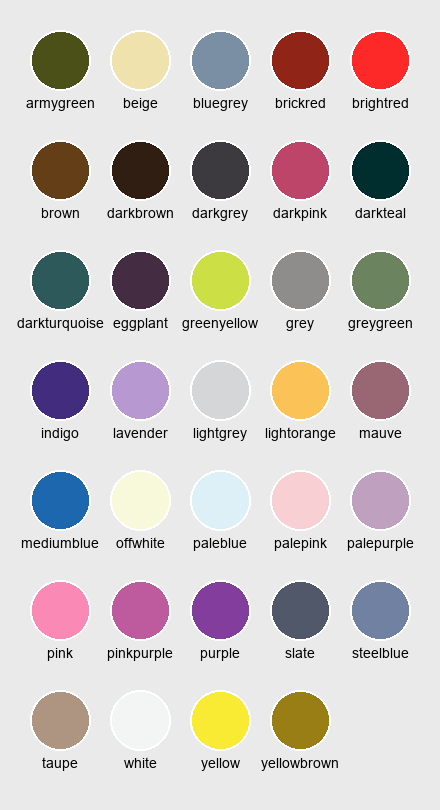 armygreen beige bluegrey brickred brightred
brown darkbrown darkgrey darkpink darkteal
darkturquoise eggplant greenyellow grey greygreen
indigo lavender lightgrey lightorange mauve
mediumblue offwhite paleblue palepink palepurple
pink pinkpurple purple slate steelblue
taupe white yellow yellowbrown